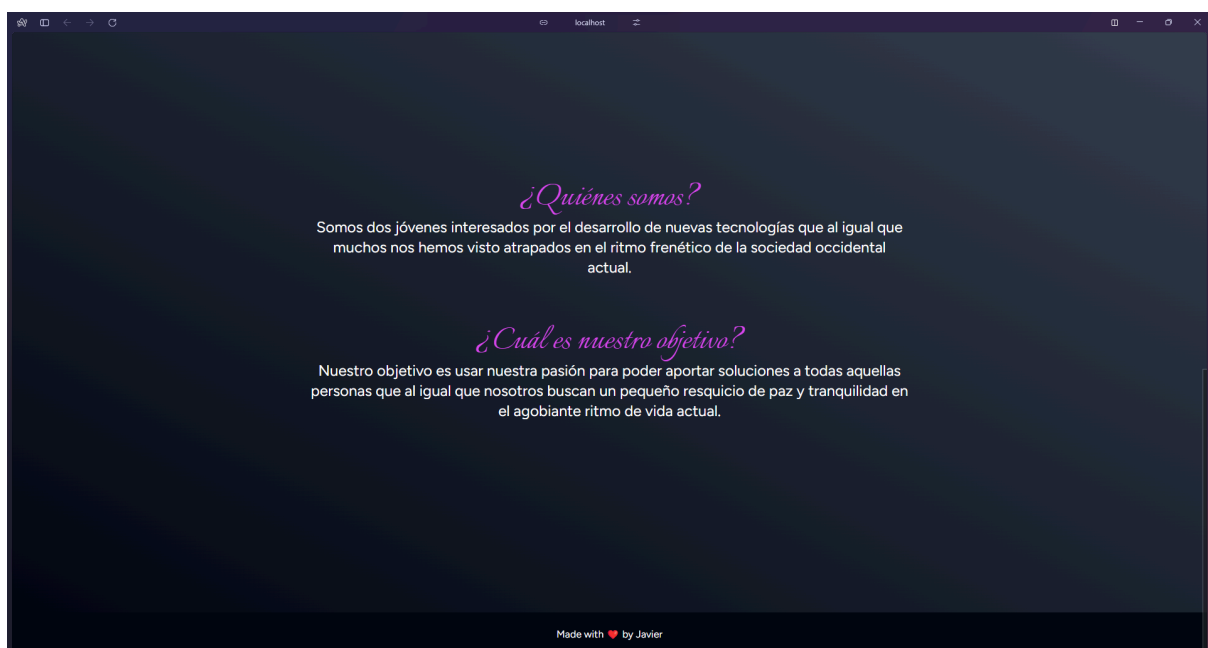 localhost
¿Quiénes somos?
Somos dos jóvenes interesados por el desarrollo de nuevas tecnologías que al igual que
muchos nos hemos visto atrapados en el ritmo frenético de la sociedad occidental
actual.
¿Cuál es nuestro objetivo?
Nuestro objetivo es usar nuestra pasión para poder aportar soluciones a todas aquellas
personas que al igual que nosotros buscan un pequeño resquicio de paz y tranquilidad en
el agobiante ritmo de vida actual.
Made with ❤️ by Javier